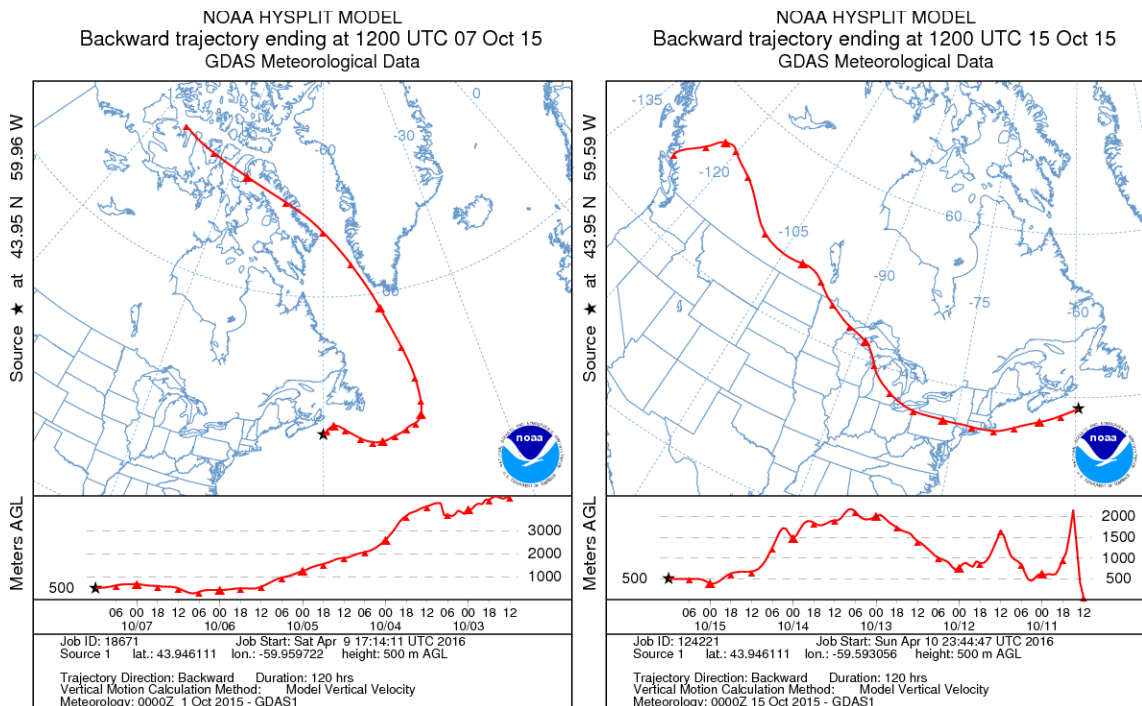 NOAA HYSPLIT MODEL
Backward trajectory ending at 1200 UTC 07 Oct 15
GDAS Meteorological Data
Source ★ at 43.95 N 59.96 W
0
-30
-60
60
noaa
Meters AGL
500
3000
2000
1000
06 00 18 12 06 00 18 12 06 00 18 12 06 00 18 12 06 00 18 12
10/07 10/06 10/05 10/04 10/03
Job ID: 18671 Job Start: Sat Apr 9 17:14:11 UTC 2016
Source 1 lat.: 43.946111 lon.: -59.959722 height: 500 m AGL
Trajectory Direction: Backward Duration: 120 hrs
Vertical Motion Calculation Method: Model Vertical Velocity
Meteorology: 0000Z 1 Oct 2015 - GDAS1
NOAA HYSPLIT MODEL
Backward trajectory ending at 1200 UTC 15 Oct 15
GDAS Meteorological Data
Source ★ at 43.95 N 59.59 W
-135
-120
-105
-90
-75
60
-60
45
noaa
Meters AGL
500
2000
1500
1000
500
06 00 18 12 06 00 18 12 06 00 18 12 06 00 18 12 06 00 18 12
10/15 10/14 10/13 10/12 10/11
Job ID: 124221 Job Start: Sun Apr 10 23:44:47 UTC 2016
Source 1 lat.: 43.946111 lon.: -59.593056 height: 500 m AGL
Trajectory Direction: Backward Duration: 120 hrs
Vertical Motion Calculation Method: Model Vertical Velocity
Meteorology: 0000Z 15 Oct 2015 - GDAS1